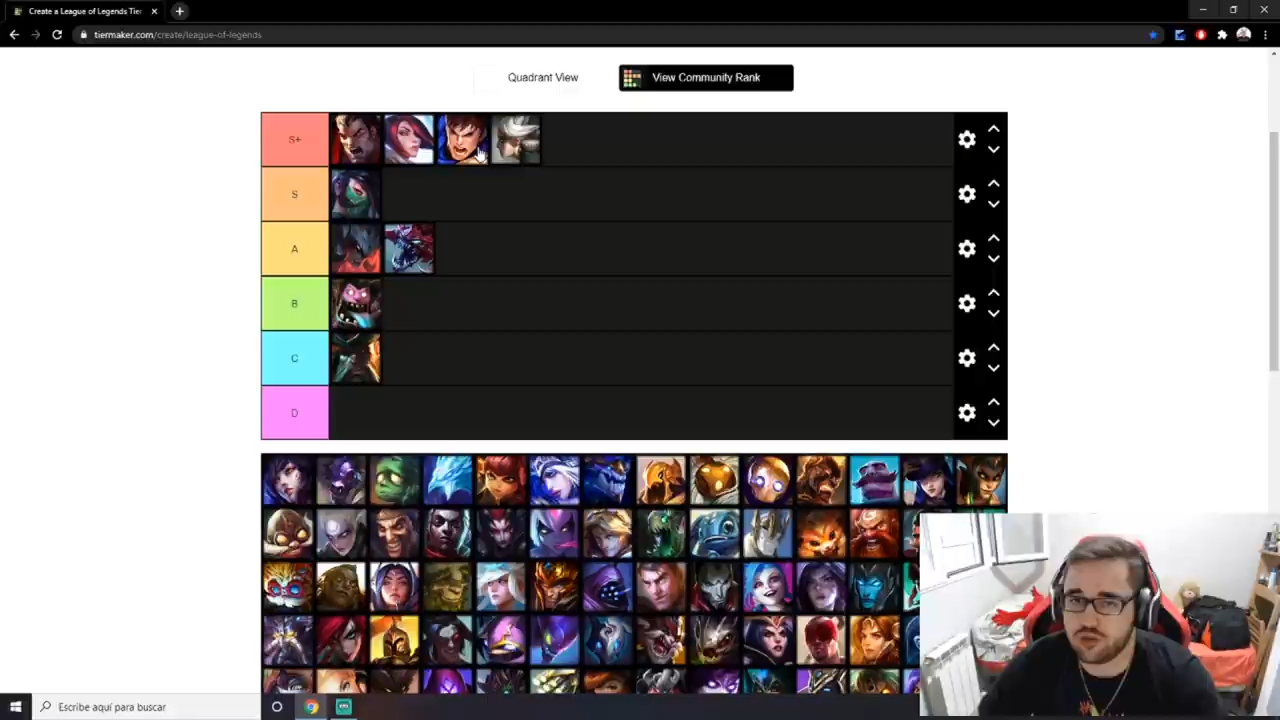 Create a League of Legends Tier
tiermaker.com/create/league-of-legends
Quadrant View
View Community Rank
S+
S
A
B
C
D
Escribe aquí para buscar